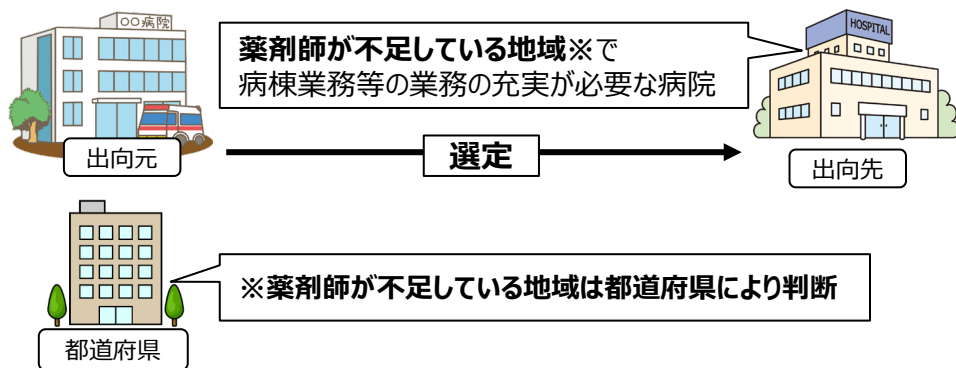 〇〇病院
薬剤師が不足している地域※で
病棟業務等の業務の充実が必要な病院
HOSPITAL
出向元
選定
出向先
※薬剤師が不足している地域は都道府県により判断
都道府県